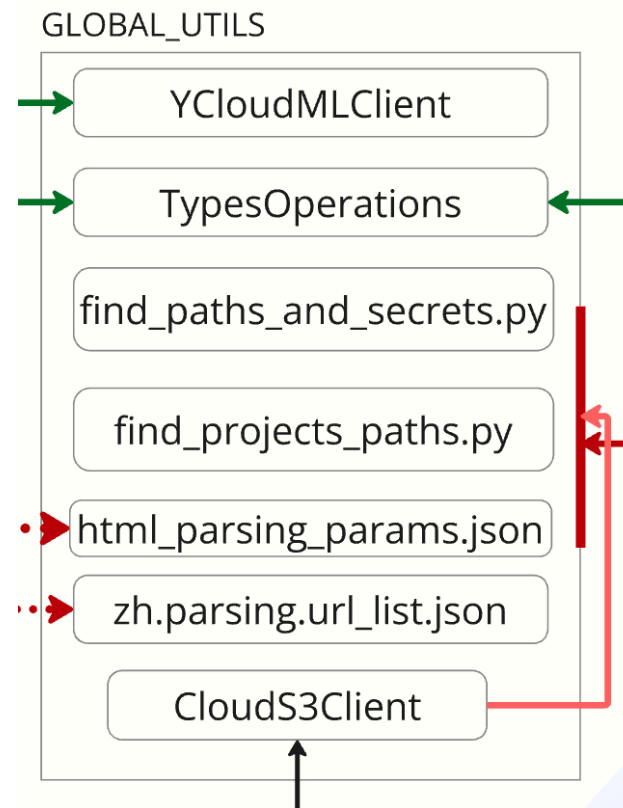 GLOBAL_UTILS
YCloudMLClient
TypesOperations
find_paths_and_secrets.py
find_projects_paths.py
html_parsing_params.json
zh.parsing.url_list.json
CloudS3Client